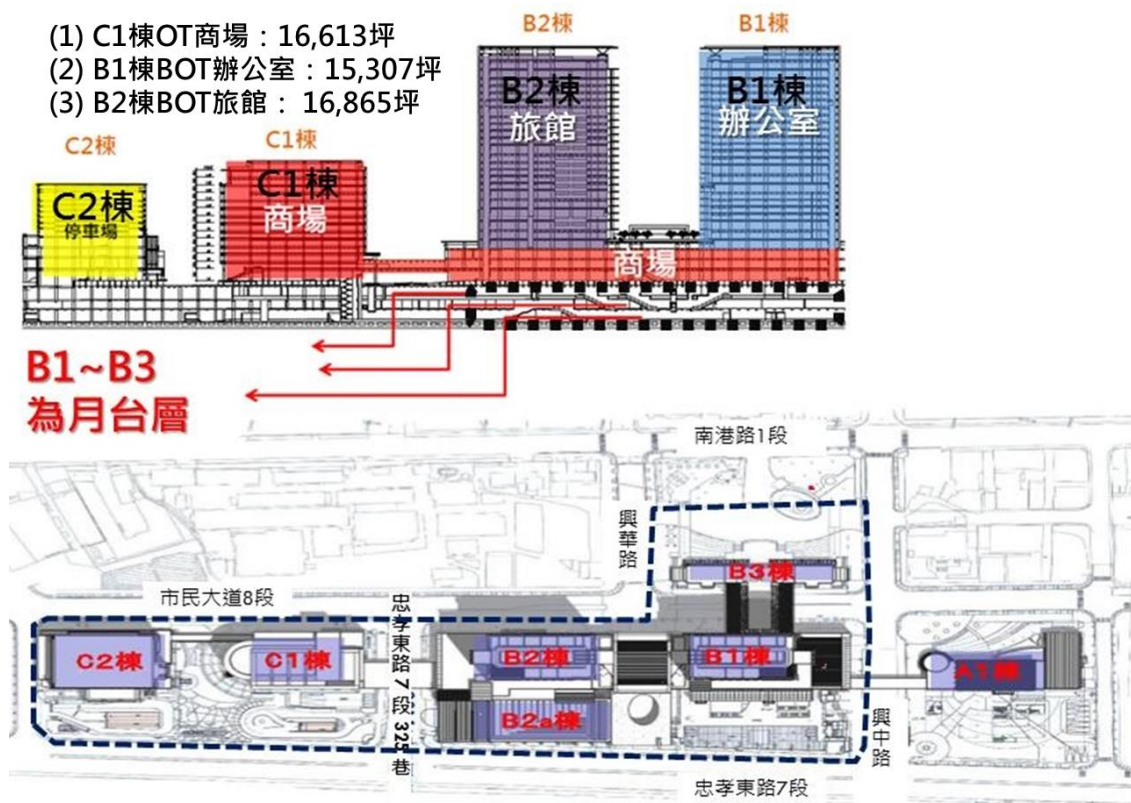 (1) C1棟OT商場：16,613坪
(2) B1棟BOT辦公室：15,307坪
(3) B2棟BOT旅館： 16,865坪
B2棟
B1棟
C2棟
C1棟
B2棟
旅館
B1棟
辦公室
C1棟
商場
C2棟
停車場
商場
B1~B3
為月台層
南港路1段
興華路
B3棟
市民大道8段
忠孝東路7段325巷
C2棟
C1棟
B2棟
B1棟
A1棟
B2a棟
興中路
忠孝東路7段